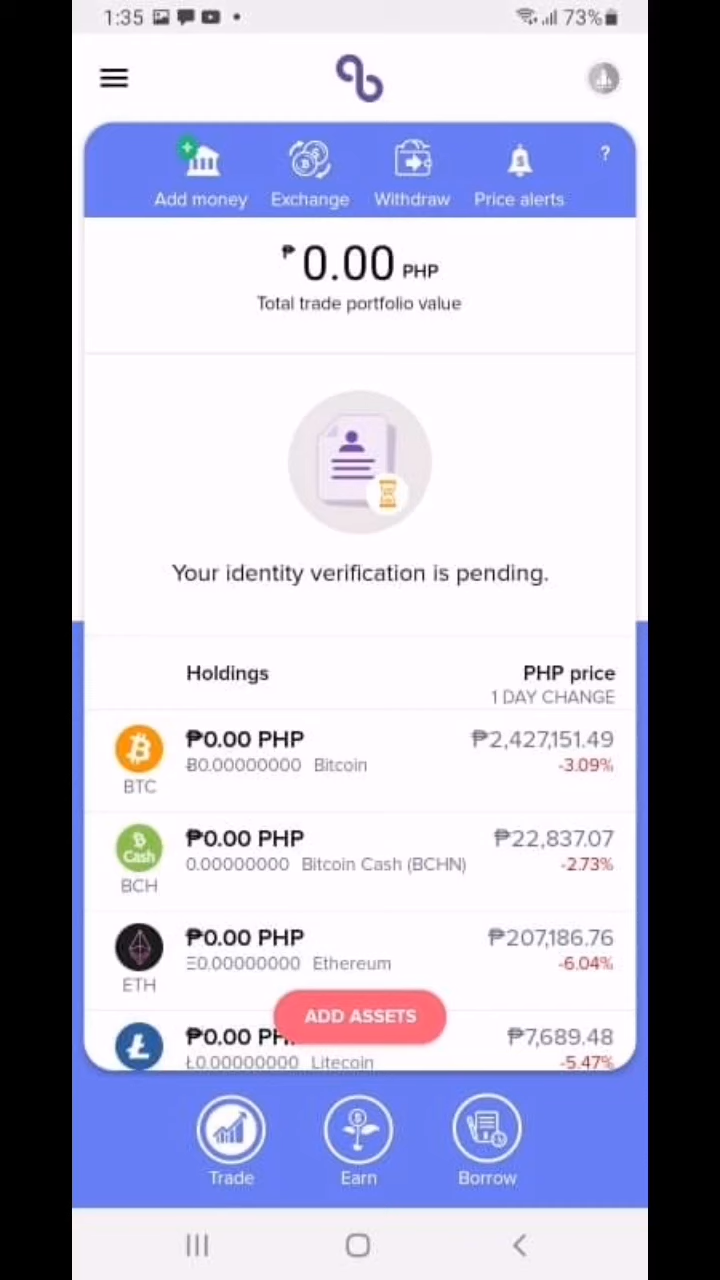 1:35
73%
Add money
Exchange
Withdraw
Price alerts
?
₱0.00 PHP
Total trade portfolio value
Your identity verification is pending.
Holdings
PHP price
1 DAY CHANGE
₱0.00 PHP
₱2,427,151.49
Ƀ0.00000000 Bitcoin
-3.09%
BTC
₱0.00 PHP
₱22,837.07
Cash
0.00000000 Bitcoin Cash (BCHN)
-2.73%
BCH
₱0.00 PHP
₱207,186.76
Ξ0.00000000 Ethereum
-6.04%
ETH
ADD ASSETS
₱0.00 PH
₱7,689.48
Ł0.00000000 Litecoin
-5.47%
Trade
Earn
Borrow